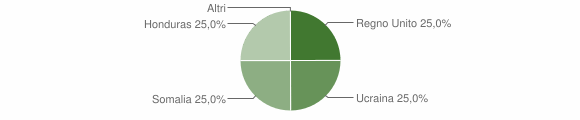 Altri
Honduras 25,0%
Regno Unito 25,0%
Somalia 25,0%
Ucraina 25,0%